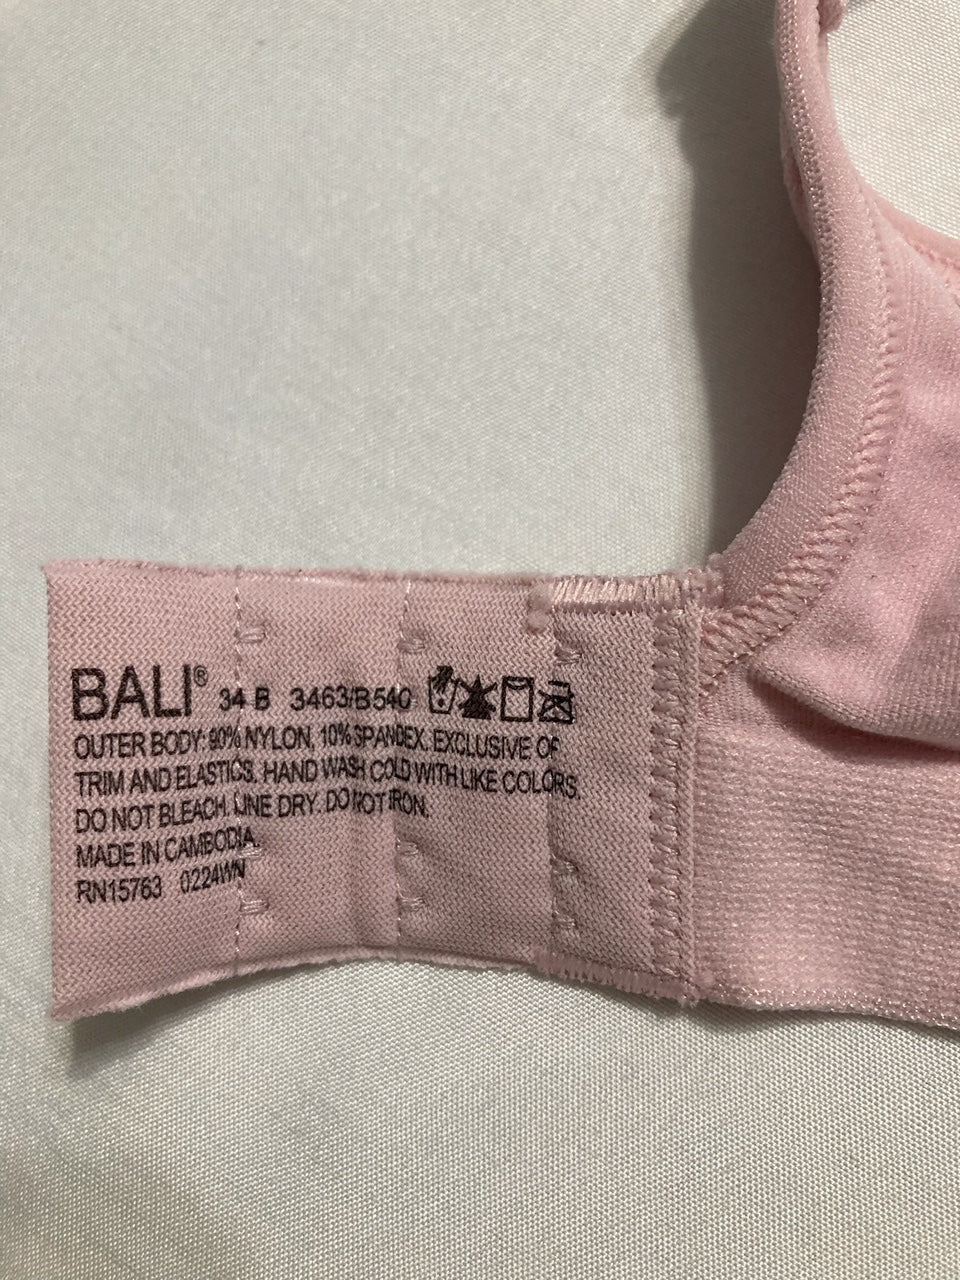 BALI® 34 B 3463/B540
OUTER BODY: 90% NYLON, 10% SPANDEX. EXCLUSIVE OF
TRIM AND ELASTICS. HAND WASH COLD WITH LIKE COLORS.
DO NOT BLEACH. LINE DRY. DO NOT IRON.
MADE IN CAMBODIA.
RN15763 0224WN